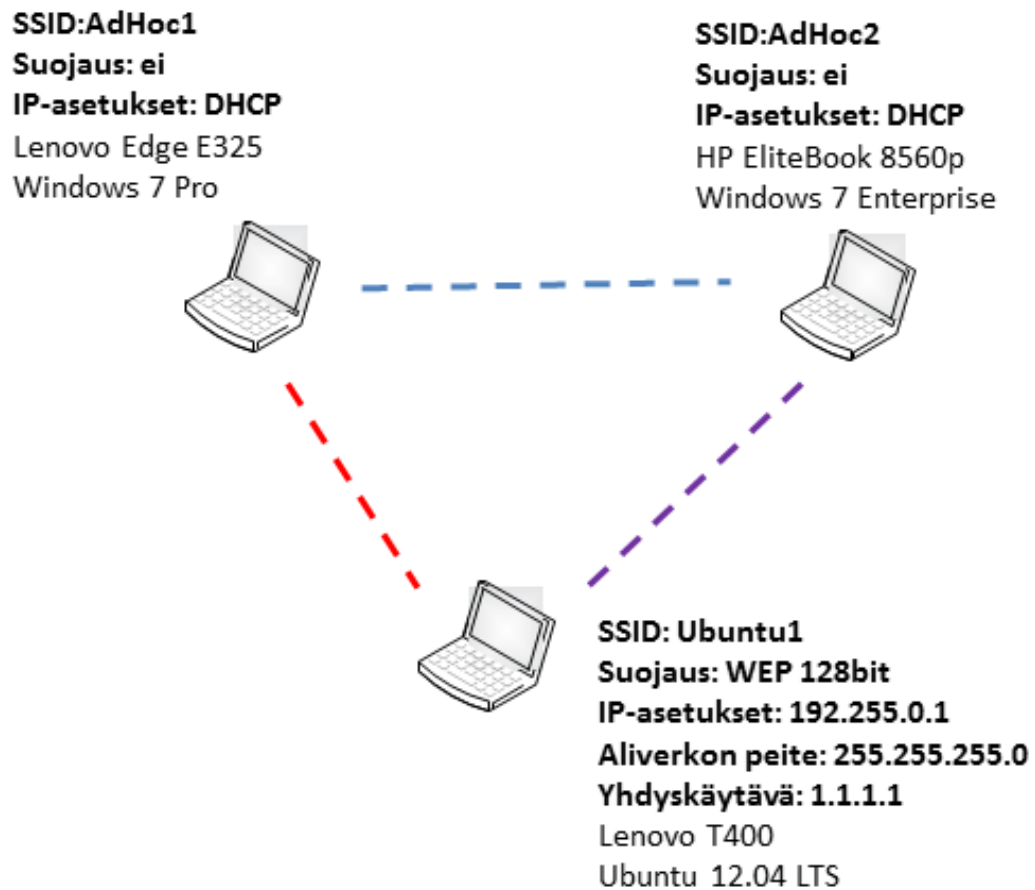 SSID:AdHoc1
Suojaus: ei
IP-asetukset: DHCP
Lenovo Edge E325
Windows 7 Pro
SSID:AdHoc2
Suojaus: ei
IP-asetukset: DHCP
HP EliteBook 8560p
Windows 7 Enterprise
SSID: Ubuntu1
Suojaus: WEP 128bit
IP-asetukset: 192.255.0.1
Aliverkon peite: 255.255.255.0
Yhdyskäytävä: 1.1.1.1
Lenovo T400
Ubuntu 12.04 LTS